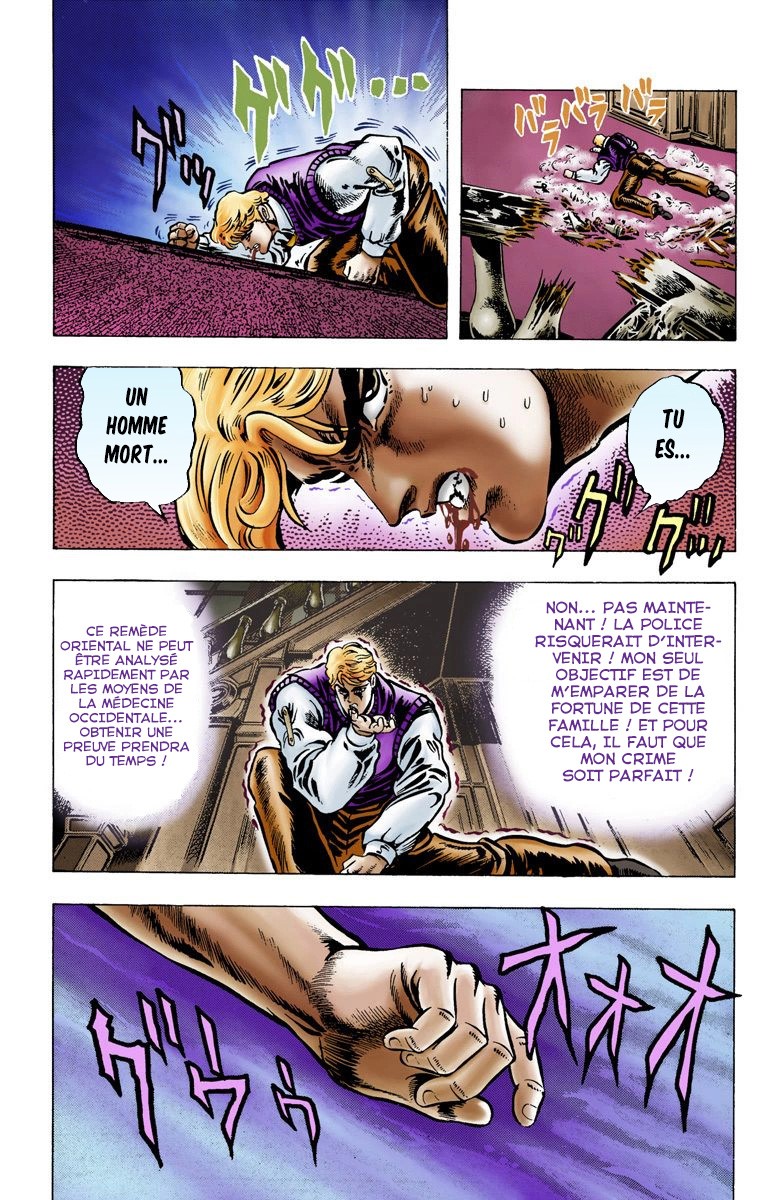 バラバラバラ
ググ…
グッ
TU
ES...
UN
HOMME
MORT...
ググッ
NON... PAS MAINTE-
NANT ! LA POLICE
RISQUERAIT D'INTER-
VENIR ! MON SEUL
OBJECTIF EST DE
M'EMPARER DE LA
FORTUNE DE CETTE
FAMILLE ! ET POUR
CELA, IL FAUT QUE
MON CRIME
SOIT PARFAIT !
CE REMÈDE
ORIENTAL NE PEUT
ÊTRE ANALYSÉ
RAPIDEMENT PAR
LES MOYENS DE
LA MÉDECINE
OCCIDENTALE...
OBTENIR UNE
PREUVE PRENDRA
DU TEMPS !
オオオ
グゥゥ